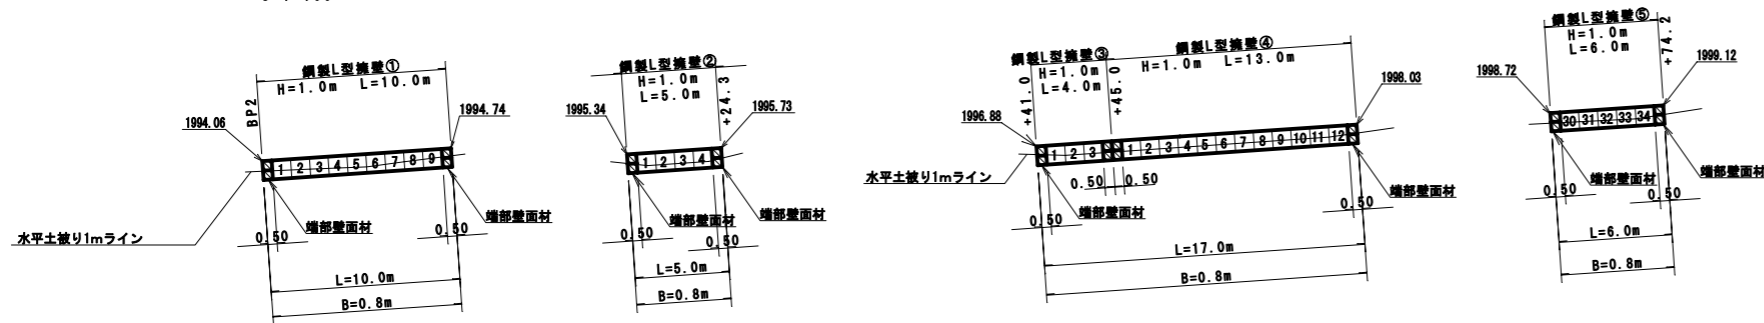 鋼製L型擁壁①
H=1.0m L=10.0m
BP2
1994.06
1994.74
1 2 3 4 5 6 7 8 9
水平土被り1mライン
端部壁面材
端部壁面材
0.50
0.50
L=10.0m
B=0.8m
鋼製L型擁壁②
H=1.0m
L=5.0m
+24.3
1995.34
1995.73
1 2 3 4
端部壁面材
端部壁面材
0.50
0.50
L=5.0m
B=0.8m
鋼製L型擁壁③
H=1.0m
L=4.0m
鋼製L型擁壁④
H=1.0m L=13.0m
+41.0
+45.0
1996.88
1998.03
1 2 3 1 2 3 4 5 6 7 8 9 10 11 12
水平土被り1mライン
0.50
0.50
端部壁面材
端部壁面材
0.50
0.50
L=17.0m
B=0.8m
鋼製L型擁壁⑤
H=1.0m
L=6.0m
+74.2
1998.72
1999.12
30 31 32 33 34
端部壁面材
端部壁面材
0.50
0.50
L=6.0m
B=0.8m